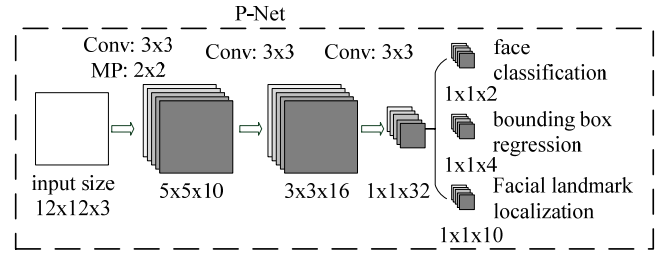 P-Net
Conv: 3x3
MP: 2x2
Conv: 3x3
Conv: 3x3
face
classification
1x1x2
bounding box
regression
1x1x4
Facial landmark
localization
1x1x10
input size
12x12x3
5x5x10
3x3x16
1x1x32